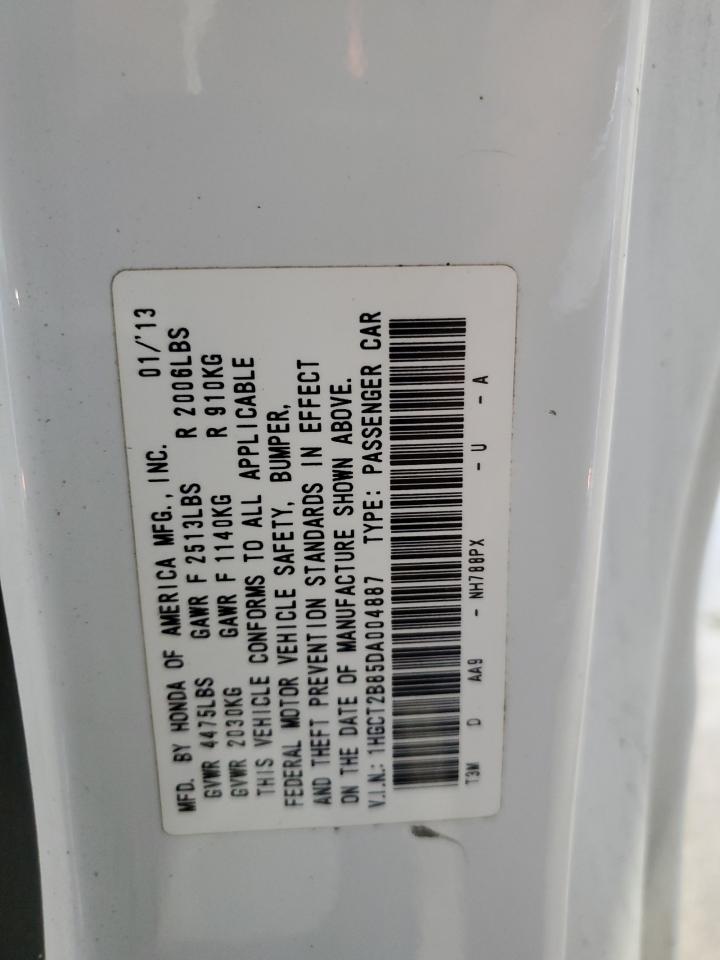 MFD. BY HONDA OF AMERICA MFG., INC. 01/'13
GVWR 4475LBS GAWR F 2513LBS R 2006LBS
GVWR 2030KG GAWR F 1140KG R 910KG
THIS VEHICLE CONFORMS TO ALL APPLICABLE
FEDERAL MOTOR VEHICLE SAFETY, BUMPER,
AND THEFT PREVENTION STANDARDS IN EFFECT
ON THE DATE OF MANUFACTURE SHOWN ABOVE.
V.I.N.: 1HGCT2B85DA004887 TYPE: PASSENGER CAR
T3W D AA9 - NH788PX - U - A